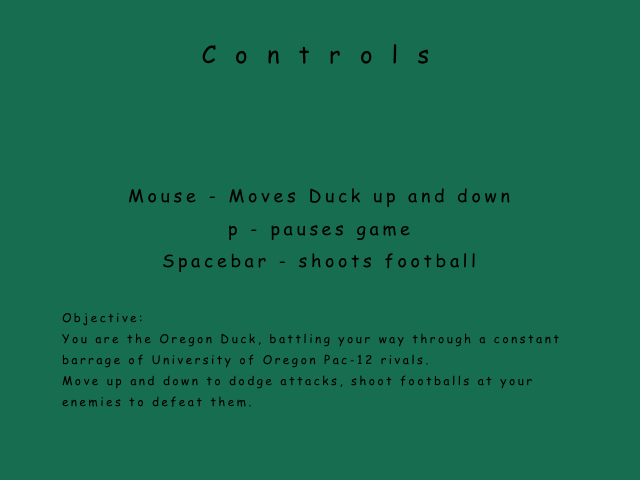 Controls
Mouse - Moves Duck up and down
p - pauses game
Spacebar - shoots football
Objective:
You are the Oregon Duck, battling your way through a constant
barrage of University of Oregon Pac-12 rivals.
Move up and down to dodge attacks, shoot footballs at your
enemies to defeat them.